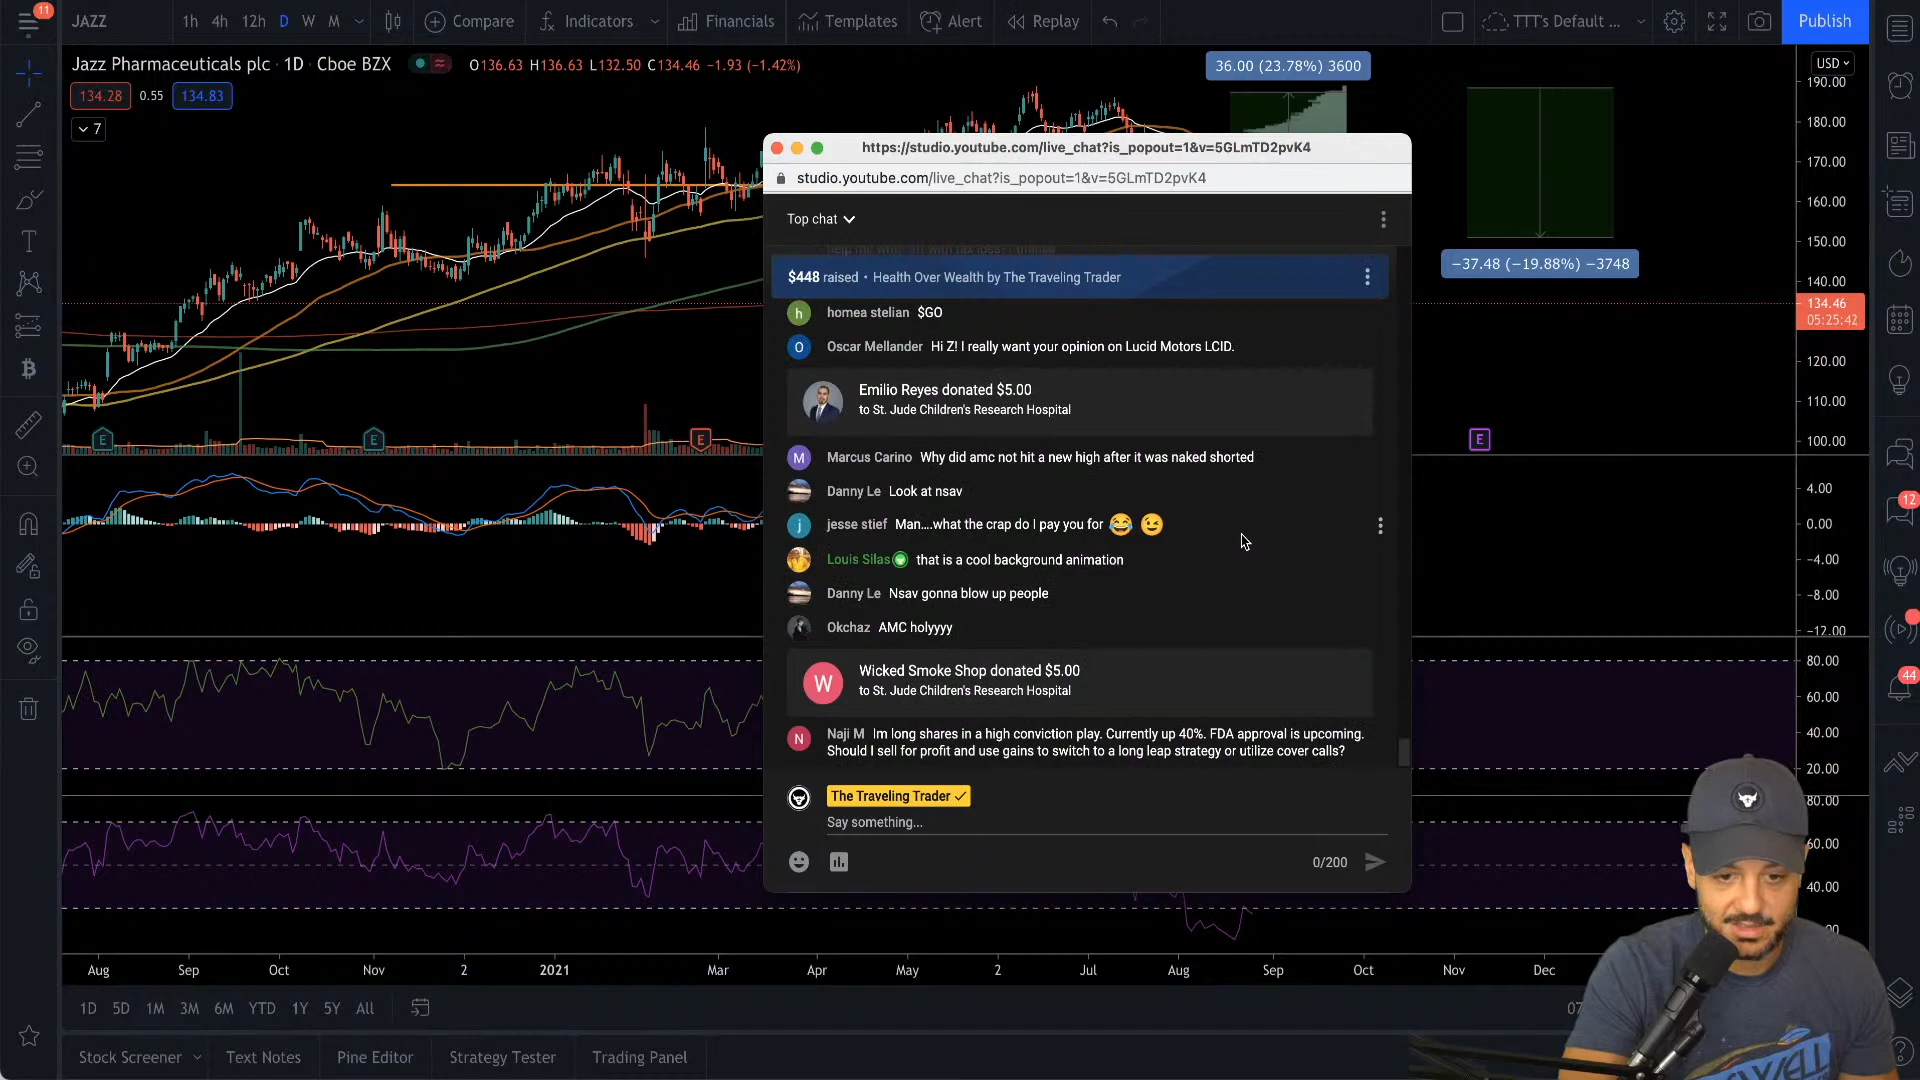 11
JAZZ
1h 4h 12h D W M
Compare
Indicators
Financials
Templates
Alert
Replay
TTT's Default ...
Publish
Jazz Pharmaceuticals plc · 1D · Cboe BZX
O136.63 H136.63 L132.50 C134.46 −1.93 (−1.42%)
134.28 0.55 134.83
7
36.00 (23.78%) 3600
−37.48 (−19.88%) −3748
USD
190.00
180.00
170.00
160.00
150.00
140.00
134.46
05:25:42
120.00
110.00
100.00
4.00
0.00
−4.00
−8.00
−12.00
80.00
60.00
40.00
20.00
80.00
60.00
40.00
E
E
E
E
12
44
https://studio.youtube.com/live_chat?is_popout=1&v=5GLmTD2pvK4
studio.youtube.com/live_chat?is_popout=1&v=5GLmTD2pvK4
Top chat
$448 raised • Health Over Wealth by The Traveling Trader
h homea stelian $GO
O Oscar Mellander Hi Z! I really want your opinion on Lucid Motors LCID.
Emilio Reyes donated $5.00
to St. Jude Children's Research Hospital
M Marcus Carino Why did amc not hit a new high after it was naked shorted
Danny Le Look at nsav
j jesse stief Man....what the crap do I pay you for 😂 😉
Louis Silas that is a cool background animation
Danny Le Nsav gonna blow up people
Okchaz AMC holyyyy
W Wicked Smoke Shop donated $5.00
to St. Jude Children's Research Hospital
N Naji M Im long shares in a high conviction play. Currently up 40%. FDA approval is upcoming.
Should I sell for profit and use gains to switch to a long leap strategy or utilize cover calls?
The Traveling Trader
Say something...
0/200
Aug Sep Oct Nov 2 2021 Mar Apr May 2 Jul Aug Sep Oct Nov Dec
1D 5D 1M 3M 6M YTD 1Y 5Y All
07
Stock Screener Text Notes Pine Editor Strategy Tester Trading Panel